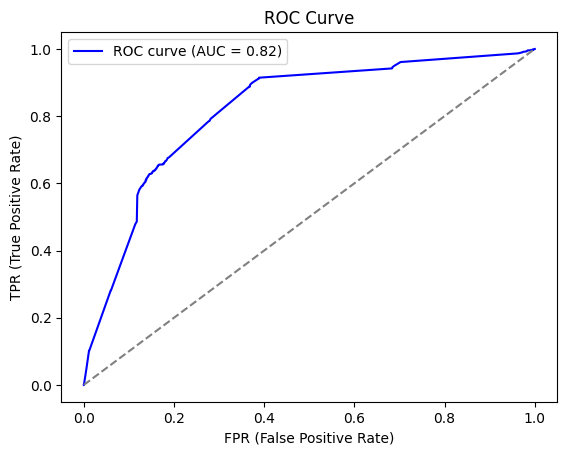 ROC Curve
ROC curve (AUC = 0.82)
1.0
0.8
0.6
0.4
0.2
0.0
TPR (True Positive Rate)
0.0 0.2 0.4 0.6 0.8 1.0
FPR (False Positive Rate)